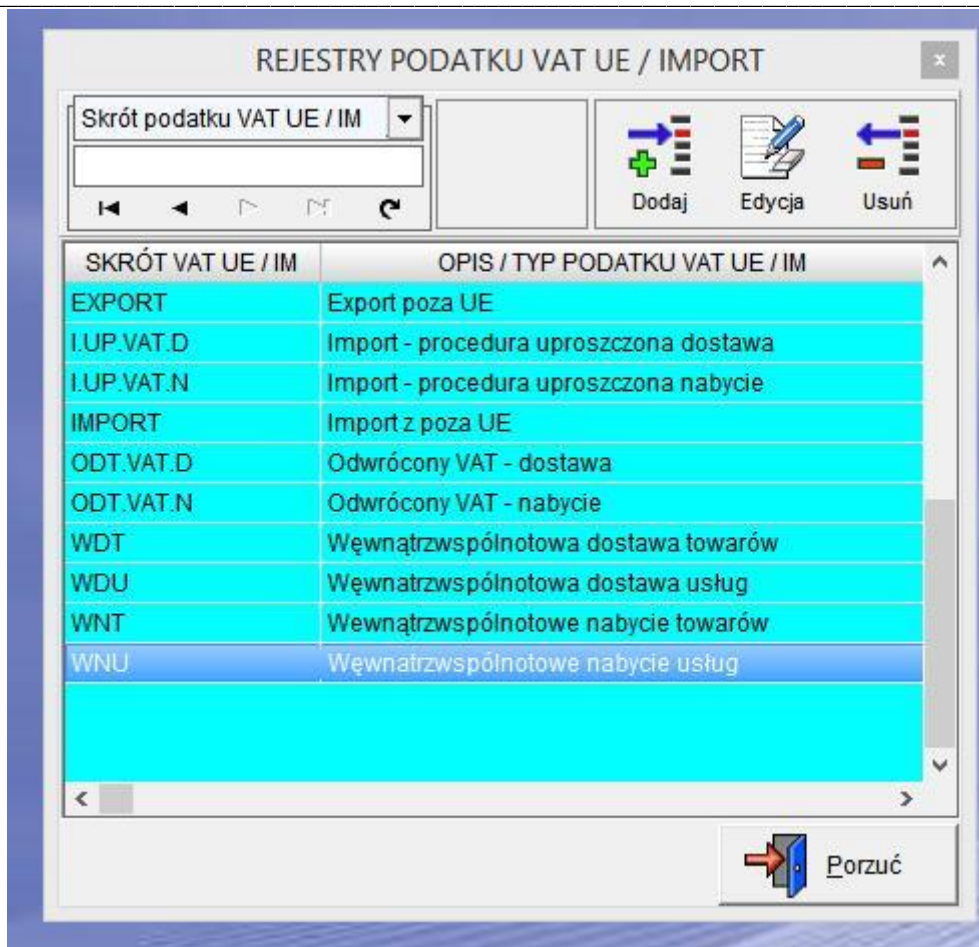 REJESTRY PODATKU VAT UE / IMPORT
x
Skrót podatku VAT UE / IM
Dodaj Edycja Usuń
SKRÓT VAT UE / IM OPIS / TYP PODATKU VAT UE / IM
EXPORT Export poza UE
I.UP.VAT.D Import - procedura uproszczona dostawa
I.UP.VAT.N Import - procedura uproszczona nabycie
IMPORT Import z poza UE
ODT.VAT.D Odwrócony VAT - dostawa
ODT.VAT.N Odwrócony VAT - nabycie
WDT Węwnątrzwspólnotowa dostawa towarów
WDU Węwnatrzwspólnotowa dostawa usług
WNT Wewnątrzwspólnotowe nabycie towarów
WNU Węwnatrzwspólnotowe nabycie usług
Porzuć